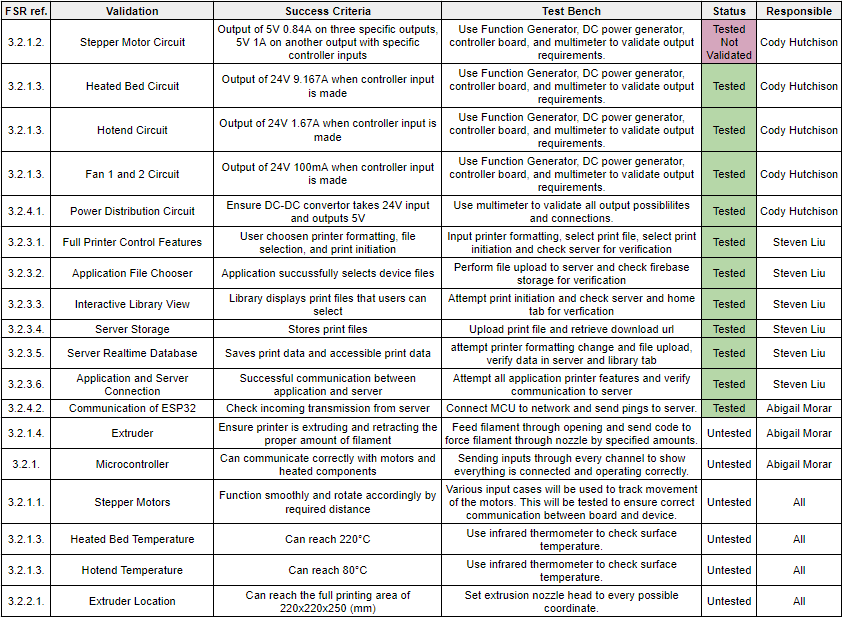 FSR ref. Validation Success Criteria Test Bench Status Responsible
3.2.1.2. Stepper Motor Circuit Output of 5V 0.84A on three specific outputs, 5V 1A on another output with specific controller inputs Use Function Generator, DC power generator, controller board, and multimeter to validate output requirements. Tested Not Validated Cody Hutchison
3.2.1.3. Heated Bed Circuit Output of 24V 9.167A when controller input is made Use Function Generator, DC power generator, controller board, and multimeter to validate output requirements. Tested Cody Hutchison
3.2.1.3. Hotend Circuit Output of 24V 1.67A when controller input is made Use Function Generator, DC power generator, controller board, and multimeter to validate output requirements. Tested Cody Hutchison
3.2.1.3. Fan 1 and 2 Circuit Output of 24V 100mA when controller input is made Use Function Generator, DC power generator, controller board, and multimeter to validate output requirements. Tested Cody Hutchison
3.2.4.1. Power Distribution Circuit Ensure DC-DC convertor takes 24V input and outputs 5V Use multimeter to validate all output possiblilites and connections. Tested Cody Hutchison
3.2.3.1. Full Printer Control Features User choosen printer formatting, file selection, and print initiation Input printer formatting, select print file, select print initiation and check server for verification Tested Steven Liu
3.2.3.2. Application File Chooser Application succussfully selects device files Perform file upload to server and check firebase storage for verification Tested Steven Liu
3.2.3.3. Interactive Library View Library displays print files that users can select Attempt print initiation and check server and home tab for verfication Tested Steven Liu
3.2.3.4. Server Storage Stores print files Upload print file and retrieve download url Tested Steven Liu
3.2.3.5. Server Realtime Database Saves print data and accessible print data attempt printer formatting change and file upload, verify data in server and library tab Tested Steven Liu
3.2.3.6. Application and Server Connection Successful communication between application and server Attempt all application printer features and verify communication to server Tested Steven Liu
3.2.4.2. Communication of ESP32 Check incoming transmission from server Connect MCU to network and send pings to server. Tested Abigail Morar
3.2.1.4. Extruder Ensure printer is extruding and retracting the proper amount of filament Feed filament through opening and send code to force filament through nozzle by specified amounts. Untested Abigail Morar
3.2.1. Microcontroller Can communicate correctly with motors and heated components Sending inputs through every channel to show everything is connected and operating correctly. Untested Abigail Morar
3.2.1.1. Stepper Motors Function smoothly and rotate accordingly by required distance Various input cases will be used to track movement of the motors. This will be tested to ensure correct communication between board and device. Untested All
3.2.1.3. Heated Bed Temperature Can reach 220°C Use infrared thermometer to check surface temperature. Untested All
3.2.1.3. Hotend Temperature Can reach 80°C Use infrared thermometer to check surface temperature. Untested All
3.2.2.1. Extruder Location Can reach the full printing area of 220x220x250 (mm) Set extrusion nozzle head to every possible coordinate. Untested All